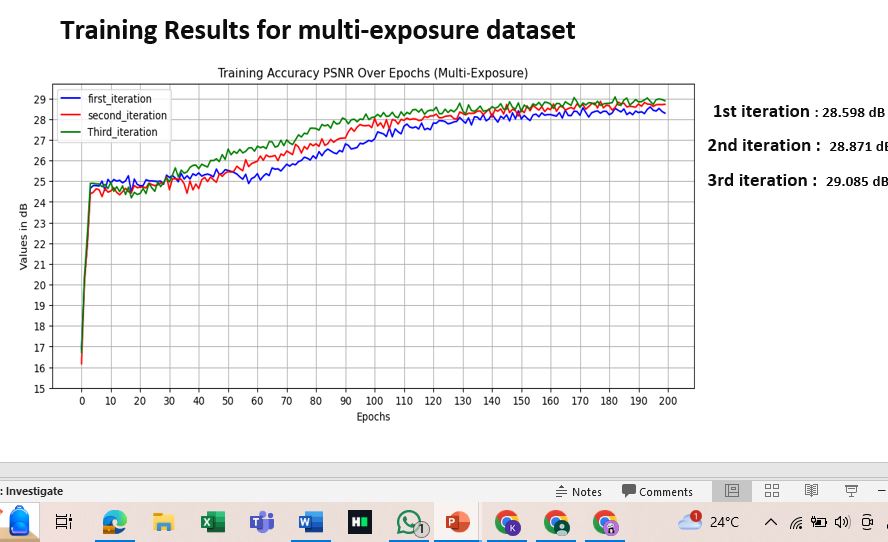 Training Results for multi-exposure dataset
Training Accuracy PSNR Over Epochs (Multi-Exposure)
first_iteration
second_iteration
Third_iteration
29
28
27
26
25
24
23
22
21
20
19
18
17
16
15
Values in dB
0 10 20 30 40 50 60 70 80 90 100 110 120 130 140 150 160 170 180 190 200
Epochs
1st iteration : 28.598 dB
2nd iteration : 28.871 dB
3rd iteration : 29.085 dB
: Investigate
Notes
Comments
X
W
H
1
P
K
1
24°C